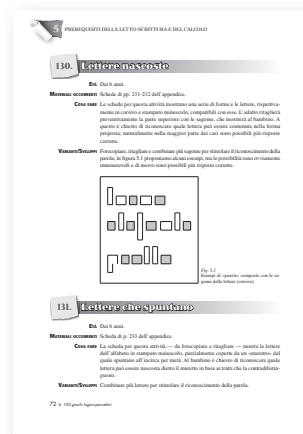 5 PREREQUISITI DELLA LETTO-SCRITTURA E DEL CALCOLO
130. Lettere nascoste
ETÀ Dai 6 anni.
MATERIALI OCCORRENTI Schede di pp. 231-232 dell'appendice.
COSA FARE Le schede per questa attività mostrano una serie di forme e le lettere, rispettiva-
mente in corsivo e stampato minuscolo, compatibili con esse. L'adulto ritaglierà
preventivamente la parte superiore con le sagome, che mostrerà al bambino. A
questo è chiesto di riconoscere quale lettera può essere contenuta nella forma
proposta; naturalmente nella maggior parte dei casi sono possibili più risposte
corrette.
VARIANTI/SVILUPPI Fotocopiare, ritagliare e combinare più sagome per stimolare il riconoscimento della
parola; in figura 5.1 proponiamo alcuni esempi, ma le possibilità sono ovviamente
innumerevoli e di nuovo sono possibili più risposte corrette.
Fig. 5.1
Esempi di «parole» composte con le sa-
gome delle lettere (corsivo).
131. Lettere che spuntano
ETÀ Dai 6 anni.
MATERIALI OCCORRENTI Schede di p. 233 dell'appendice.
COSA FARE La scheda per questa attività — da fotocopiare e ritagliare — mostra le lettere
dell'alfabeto in stampato maiuscolo, parzialmente coperte da un «muretto» dal
quale spuntano all'incirca per metà. Al bambino è chiesto di riconoscere quale
lettera può essere nascosta dietro il muretto in base ai tratti che la contraddistin-
guono.
VARIANTI/SVILUPPI Combinare più lettere per stimolare il riconoscimento della parola.
72 ♦ 150 giochi logico-percettivi